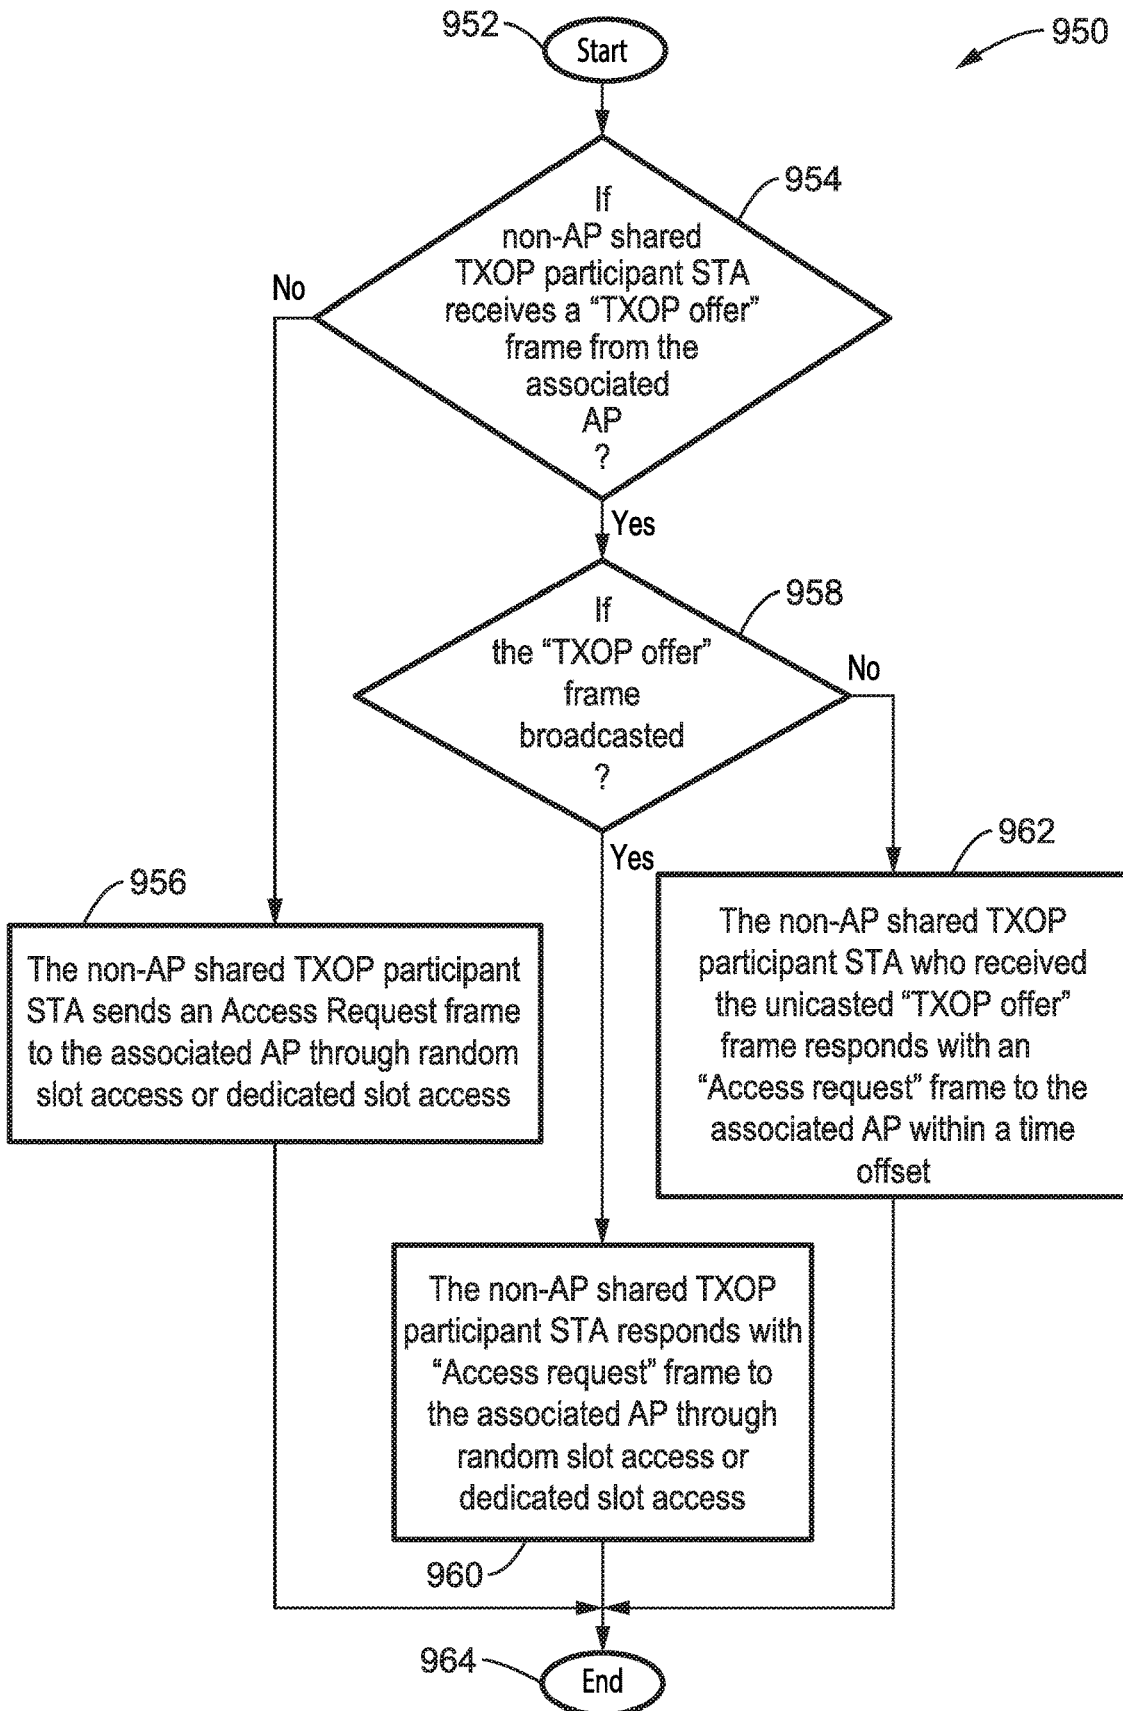 952
Start
950
954
If
non-AP shared
TXOP participant STA
receives a “TXOP offer”
frame from the
associated
AP
?
No
Yes
958
If
the “TXOP offer”
frame
broadcasted
?
No
Yes
962
956
The non-AP shared TXOP participant
STA sends an Access Request frame
to the associated AP through random
slot access or dedicated slot access
The non-AP shared TXOP
participant STA who received
the unicasted “TXOP offer”
frame responds with an
“Access request” frame to the
associated AP within a time
offset
The non-AP shared TXOP
participant STA responds with
“Access request” frame to
the associated AP through
random slot access or
dedicated slot access
960
964
End